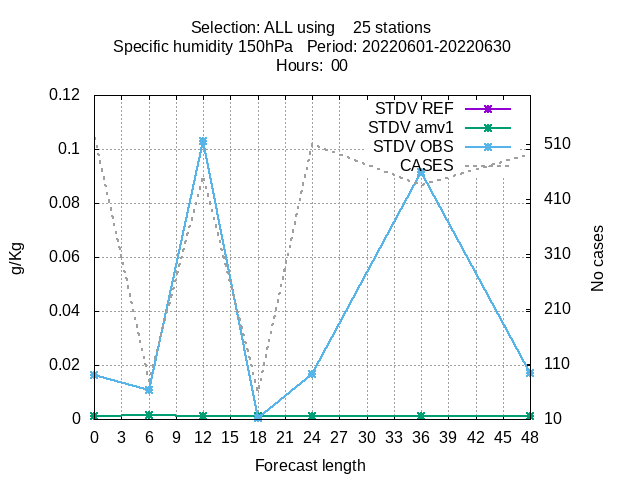 Selection: ALL using    25 stations
Specific humidity 150hPa   Period: 20220601-20220630
Hours:  00
STDV REF
STDV amv1
STDV OBS
CASES
0.12
0.1
0.08
0.06
0.04
0.02
0
g/Kg
510
410
310
210
110
10
No cases
0 3 6 9 12 15 18 21 24 27 30 33 36 39 42 45 48
Forecast length